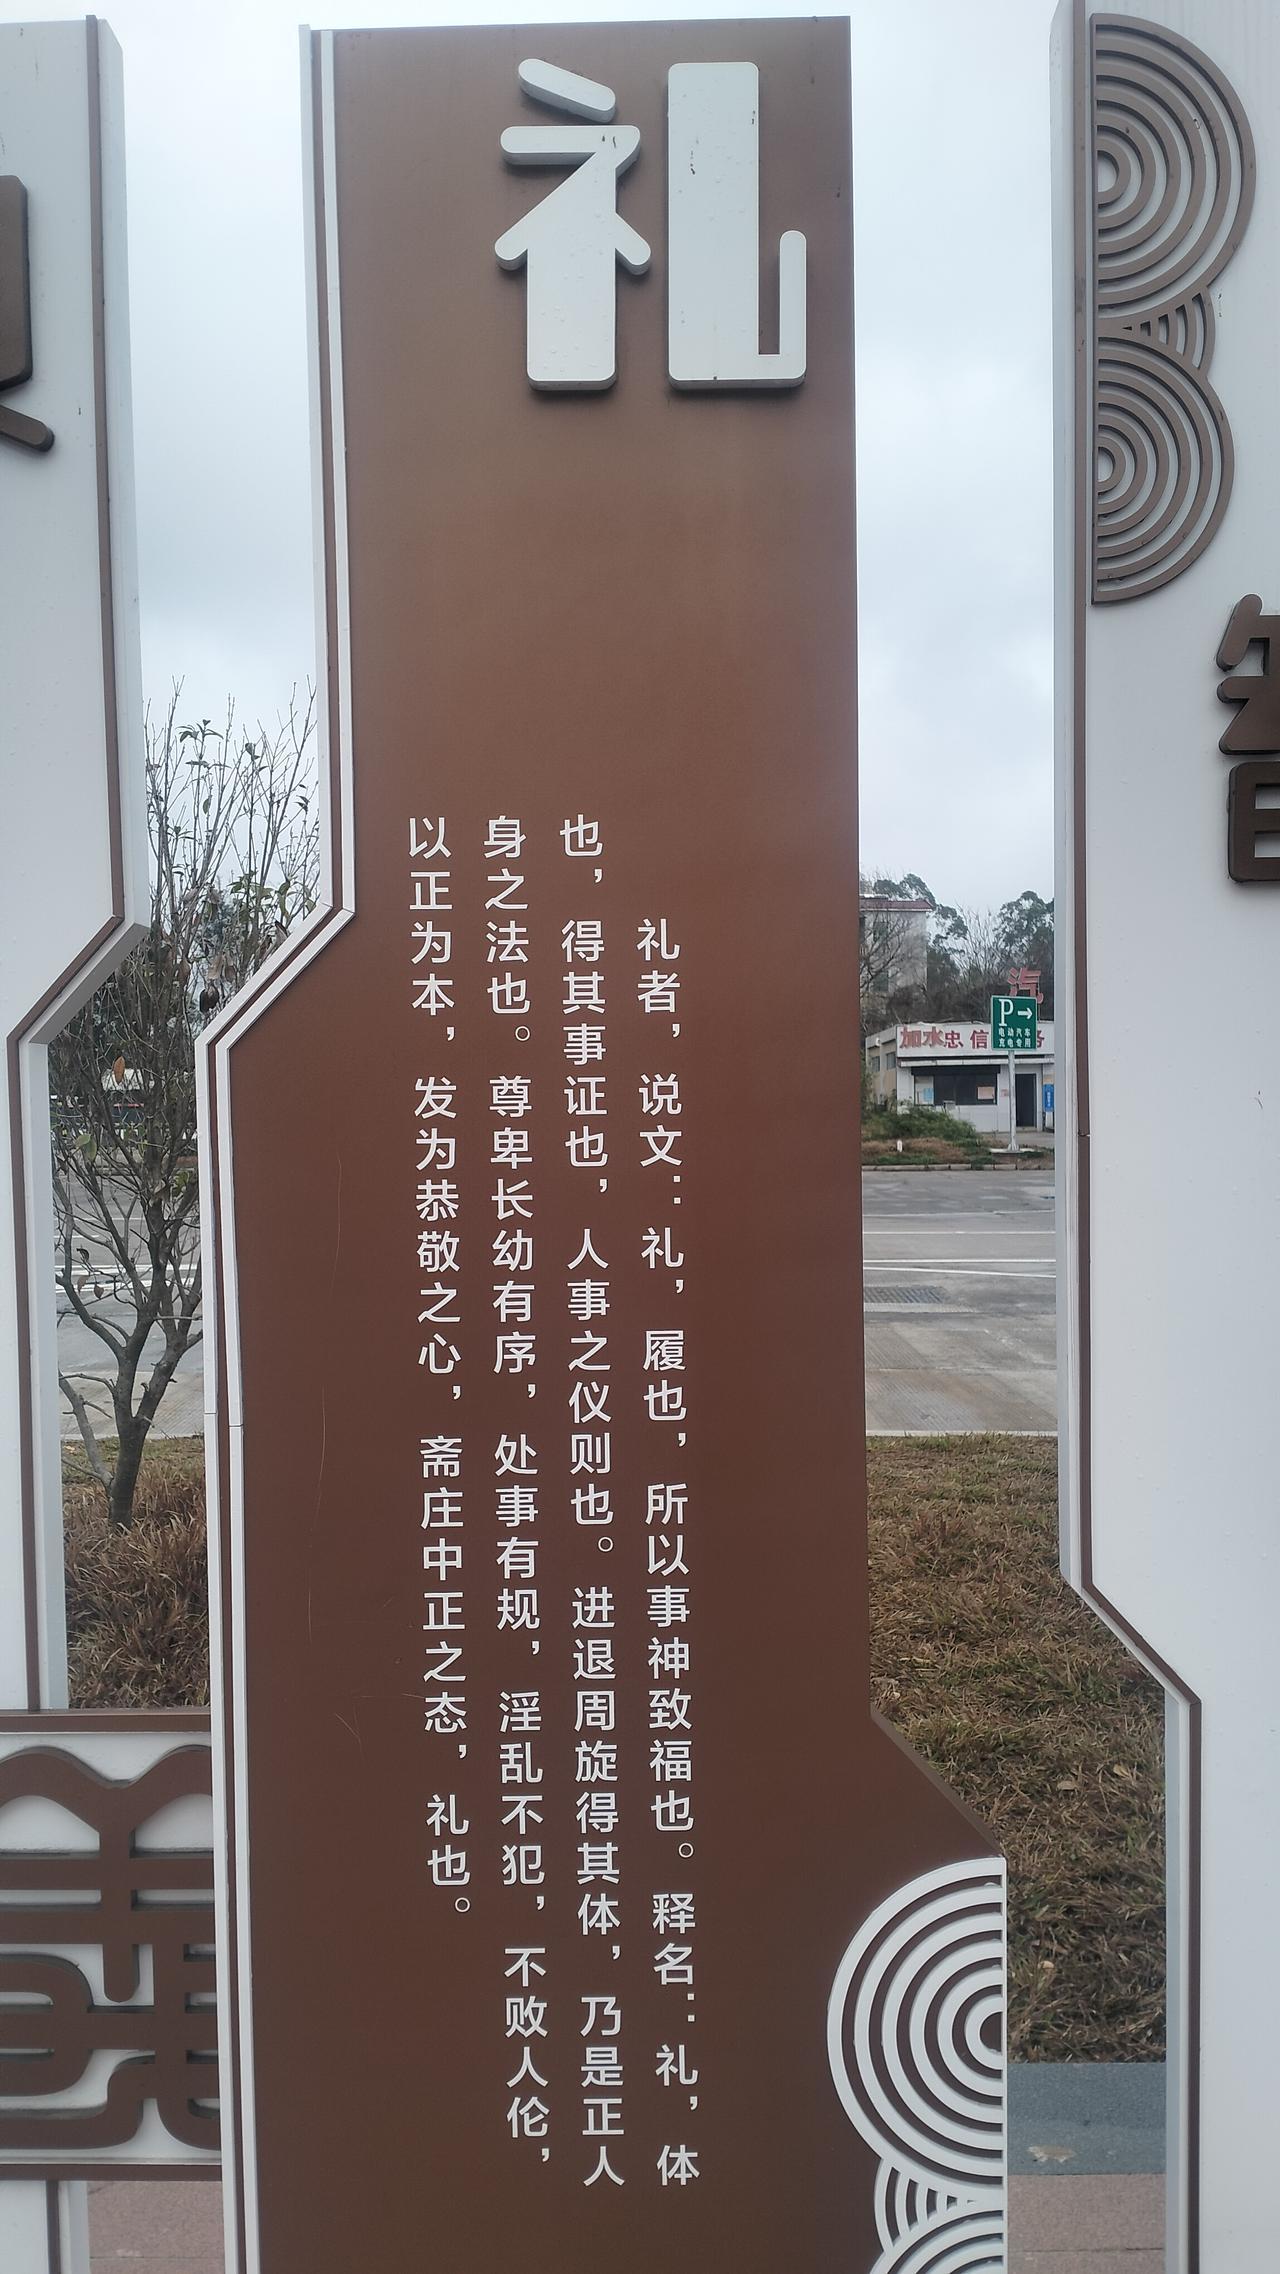 礼
礼者，说文：礼，履也，所以事神致福也。释名：礼，体
也，得其事证也，人事之仪则也。进退周旋得其体，乃是正人
身之法也。尊卑长幼有序，处事有规，淫乱不犯，不败人伦，
以正为本，发为恭敬之心，斋庄中正之态，礼也。
智
汽
P→
电动汽车
充电专用
加水忠信 务